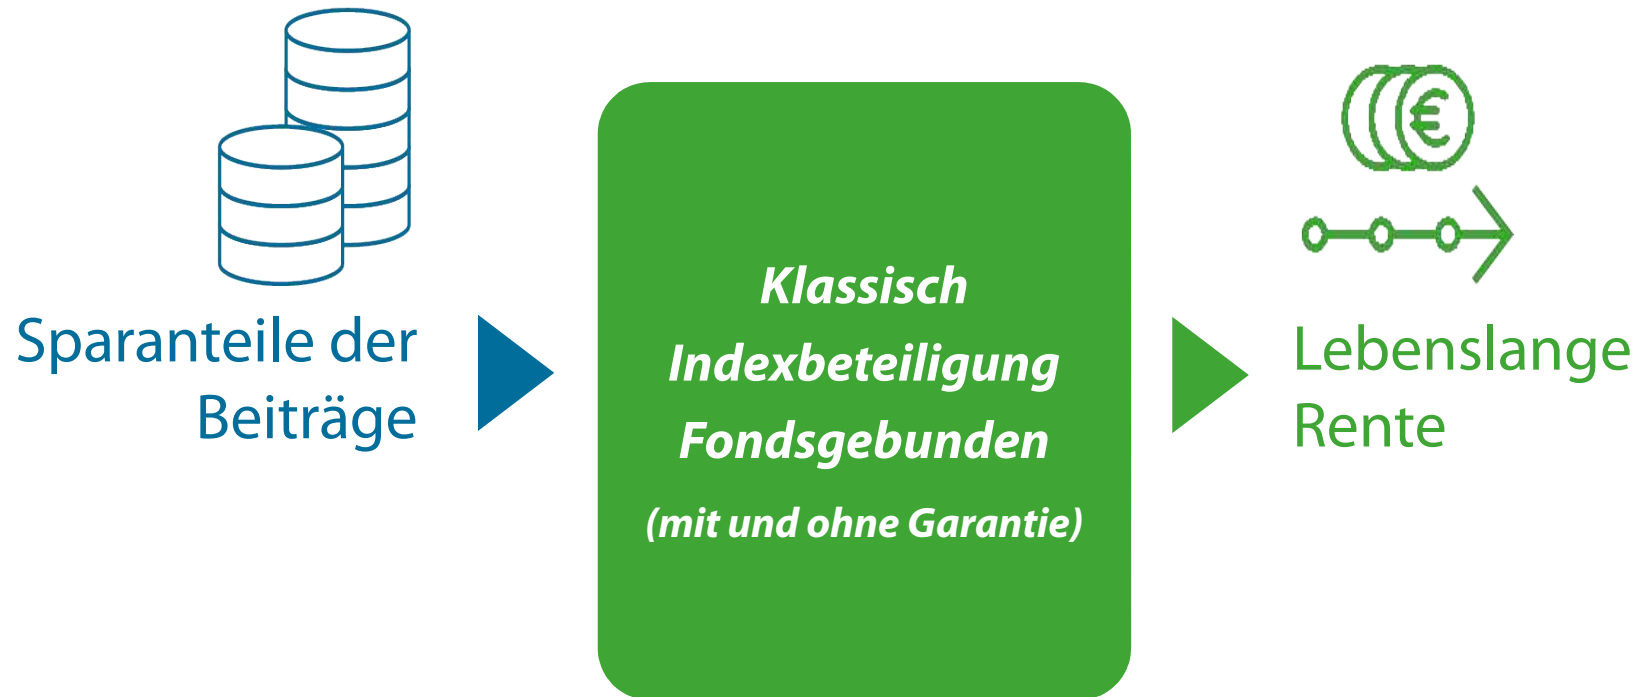 Sparanteile der
Beiträge
Klassisch
Indexbeteiligung
Fondsgebunden
(mit und ohne Garantie)
€
Lebenslange
Rente